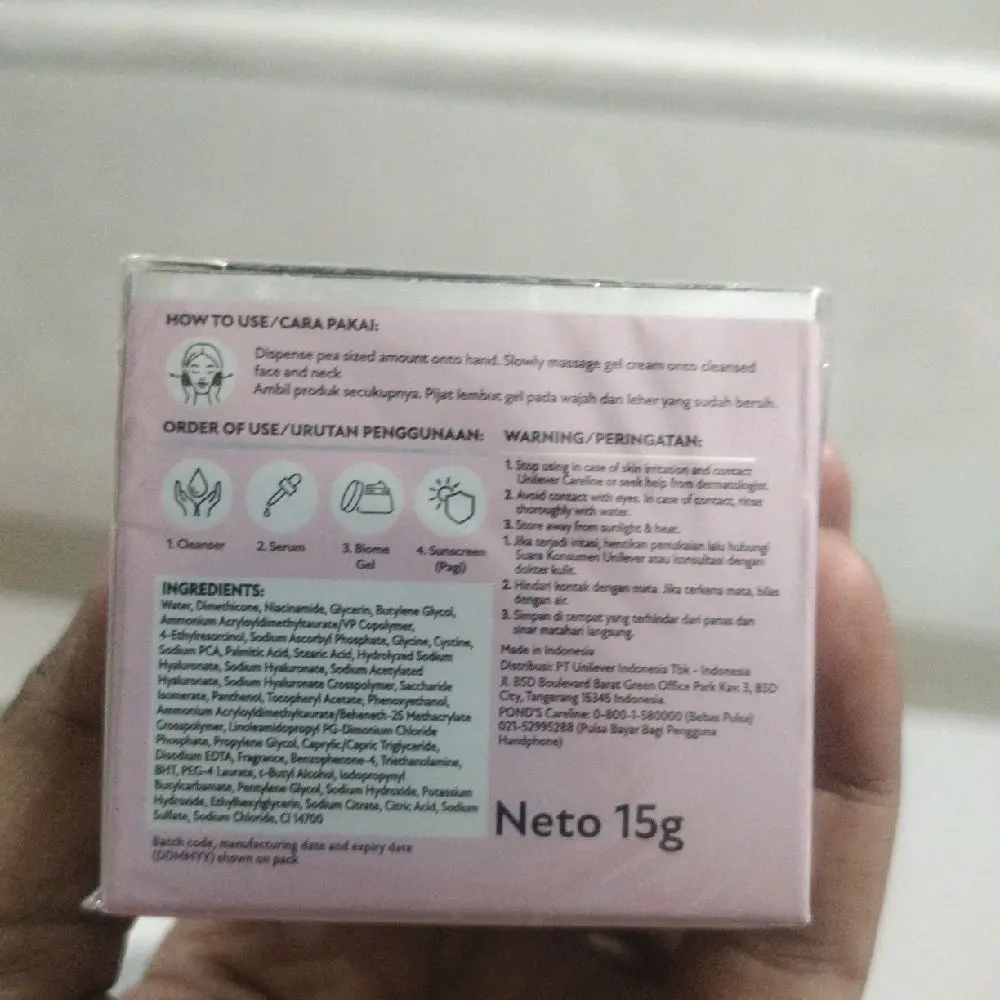 HOW TO USE/CARA PAKAI:
Dispense pea sized amount onto hand. Slowly massage gel cream onto cleansed
face and neck
Ambil produk secukupnya. Pijat lembut gel pada wajah dan leher yang sudah bersih.
ORDER OF USE/URUTAN PENGGUNAAN:
1. Cleanser
2. Serum
3. Biome
Gel
4. Sunscreen
(Pagi)
WARNING/PERINGATAN:
1. Stop using in case of skin irritation and contact
Unilever Careline or seek help from dermatologist.
2. Avoid contact with eyes. In case of contact, rinse
thoroughly with water.
3. Store away from sunlight & heat.
1. Jika terjadi iritasi, hentikan pemakaian lalu hubungi
Suara Konsumen Unilever atau konsultasi dengan
dokter kulit.
2. Hindari kontak dengan mata. Jika terkena mata, bilas
dengan air.
3. Simpan di tempat yang terhindar dari panas dan
sinar matahari langsung.
Made in Indonesia
Distribusi: PT Unilever Indonesia Tbk - Indonesia
Jl. BSD Boulevard Barat Green Office Park Kav. 3, BSD
City, Tangerang 15345 Indonesia.
POND'S Careline: 0-800-1-580000 (Bebas Pulsa)
021-52995288 (Pulsa Bayar Bagi Pengguna
Handphone)
INGREDIENTS:
Water, Dimethicone, Niacinamide, Glycerin, Butylene Glycol,
Ammonium Acryloyldimethyltaurate/VP Copolymer,
4-Ethylresorcinol, Sodium Ascorbyl Phosphate, Glycine, Cystine,
Sodium PCA, Palmitic Acid, Stearic Acid, Hydrolyzed Sodium
Hyaluronate, Sodium Hyaluronate, Sodium Acetylated
Hyaluronate, Sodium Hyaluronate Crosspolymer, Saccharide
Isomerate, Panthenol, Tocopheryl Acetate, Phenoxyethanol,
Ammonium Acryloyldimethyltaurate/Beheneth-25 Methacrylate
Crosspolymer, Linoleamidopropyl PG-Dimonium Chloride
Phosphate, Propylene Glycol, Caprylic/Capric Triglyceride,
Disodium EDTA, Fragrance, Benzophenone-4, Triethanolamine,
BHT, PEG-4 Laurate, t-Butyl Alcohol, Iodopropynyl
Butylcarbamate, Pentylene Glycol, Sodium Hydroxide, Potassium
Hydroxide, Ethylhexylglycerin, Sodium Citrate, Citric Acid, Sodium
Sulfate, Sodium Chloride, CI 14700
Batch code, manufacturing date and expiry date
(DDMMYY) shown on pack
Neto 15g